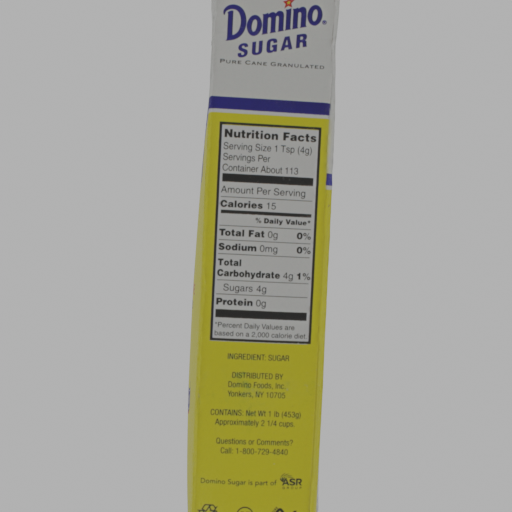 Domino®
SUGAR
PURE CANE GRANULATED
Nutrition Facts
Serving Size 1 Tsp (4g)
Servings Per
Container About 113
Amount Per Serving
Calories 15
% Daily Value*
Total Fat 0g 0%
Sodium 0mg 0%
Total
Carbohydrate 4g 1%
Sugars 4g
Protein 0g
*Percent Daily Values are
based on a 2,000 calorie diet
INGREDIENT: SUGAR
DISTRIBUTED BY
Domino Foods, Inc.
Yonkers, NY 10705
CONTAINS: Net Wt 1 lb (453g)
Approximately 2 1/4 cups.
Questions or Comments?
Call: 1-800-729-4840
Domino Sugar is part of ASR
GROUP